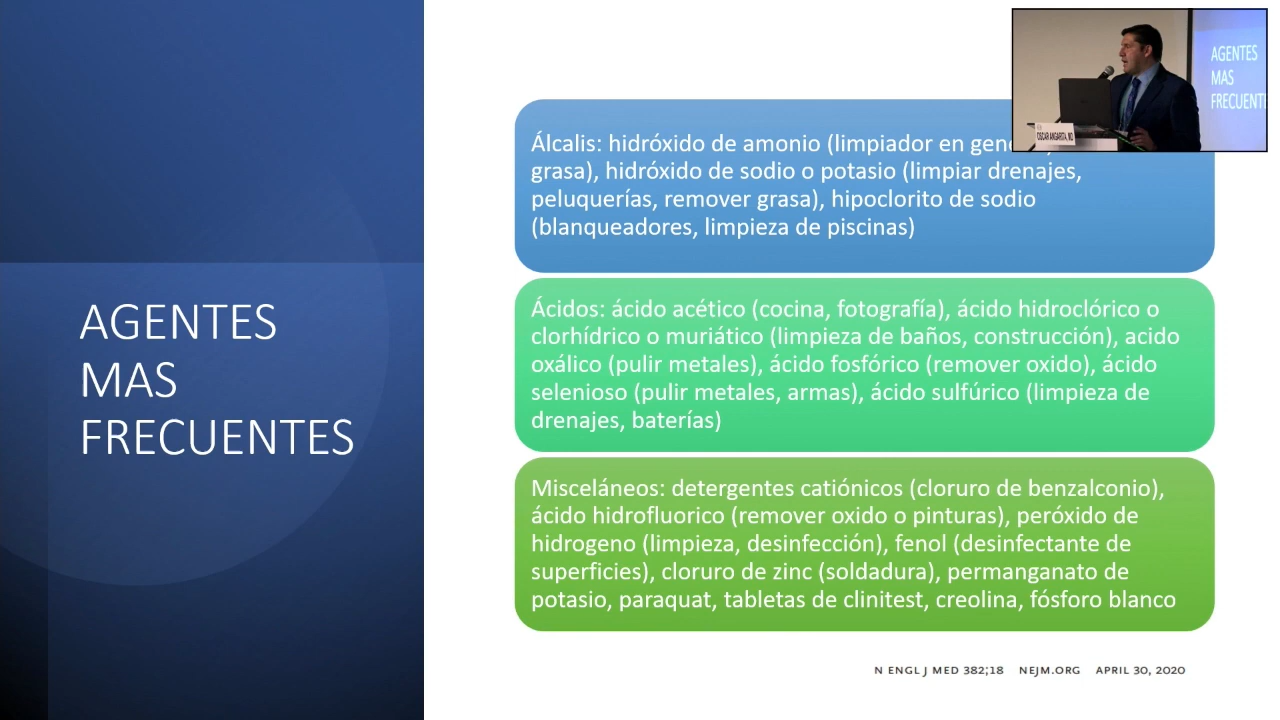 AGENTES
MAS
FRECUENTES
Álcalis: hidróxido de amonio (limpiador en
grasa), hidróxido de sodio o potasio (limpiar drenajes,
peluquerías, remover grasa), hipoclorito de sodio
(blanqueadores, limpieza de piscinas)
Ácidos: ácido acético (cocina, fotografía), ácido hidroclórico o
clorhídrico o muriático (limpieza de baños, construcción), acido
oxálico (pulir metales), ácido fosfórico (remover oxido), ácido
selenioso (pulir metales, armas), ácido sulfúrico (limpieza de
drenajes, baterías)
Misceláneos: detergentes catiónicos (cloruro de benzalconio),
ácido hidrofluorico (remover oxido o pinturas), peróxido de
hidrogeno (limpieza, desinfección), fenol (desinfectante de
superficies), cloruro de zinc (soldadura), permanganato de
potasio, paraquat, tabletas de clinitest, creolina, fósforo blanco
N ENGL J MED 382;18 NEJM.ORG APRIL 30, 2020
AGENTES
MAS
FRECUENTE
OSCAR ANGARITA, MD